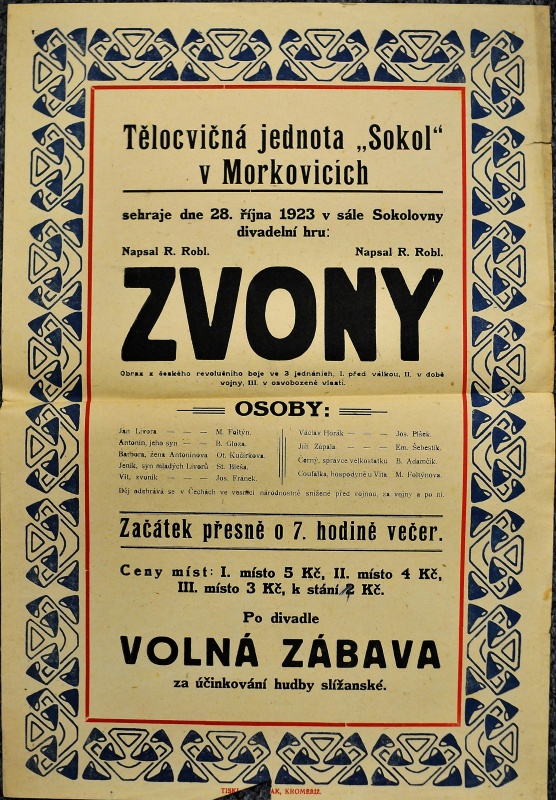 Tělocvičná jednota „Sokol“
v Morkovicích
sehraje dne 28. října 1923 v sále Sokolovny
divadelní hru:
Napsal R. Robl. Napsal R. Robl.
ZVONY
Obraz z českého revolučního boje ve 3 jednáních, I. před válkou, II. v době
vojny, III. v osvobozené vlasti.
OSOBY:
Jan Livora — — — M. Foltýn.
Antonín, jeho syn — — B. Gloza.
Barbora, žena Antonínova Ot. Kučírkova.
Jeník, syn mladých Livorů St. Bleša.
Vít, zvoník — — — Jos. Fránek.
Václav Horák — — — Jos. Plšek.
Jiří Zápala — — — Em. Šebestík.
Černý, správce velkostatku B. Adamčík.
Coufalka, hospodyně u Víta M. Foltýnova.
Děj odehrává se v Čechách ve vesnici národnostně snížené před vojnou, za vojny a po ní.
Začátek přesně o 7. hodině večer.
Ceny míst: I. místo 5 Kč, II. místo 4 Kč,
III. místo 3 Kč, k stání 2 Kč.
Po divadle
VOLNÁ ZÁBAVA
za účinkování hudby slížanské.
KROMĚŘÍŽ.